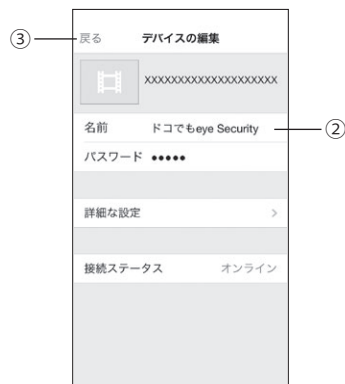 ③ 戻る デバイスの編集
xxxxxxxxxxxxxxxxxxxx
名前 ドコでもeye Security ②
パスワード ●●●●●
詳細な設定 >
接続ステータス オンライン